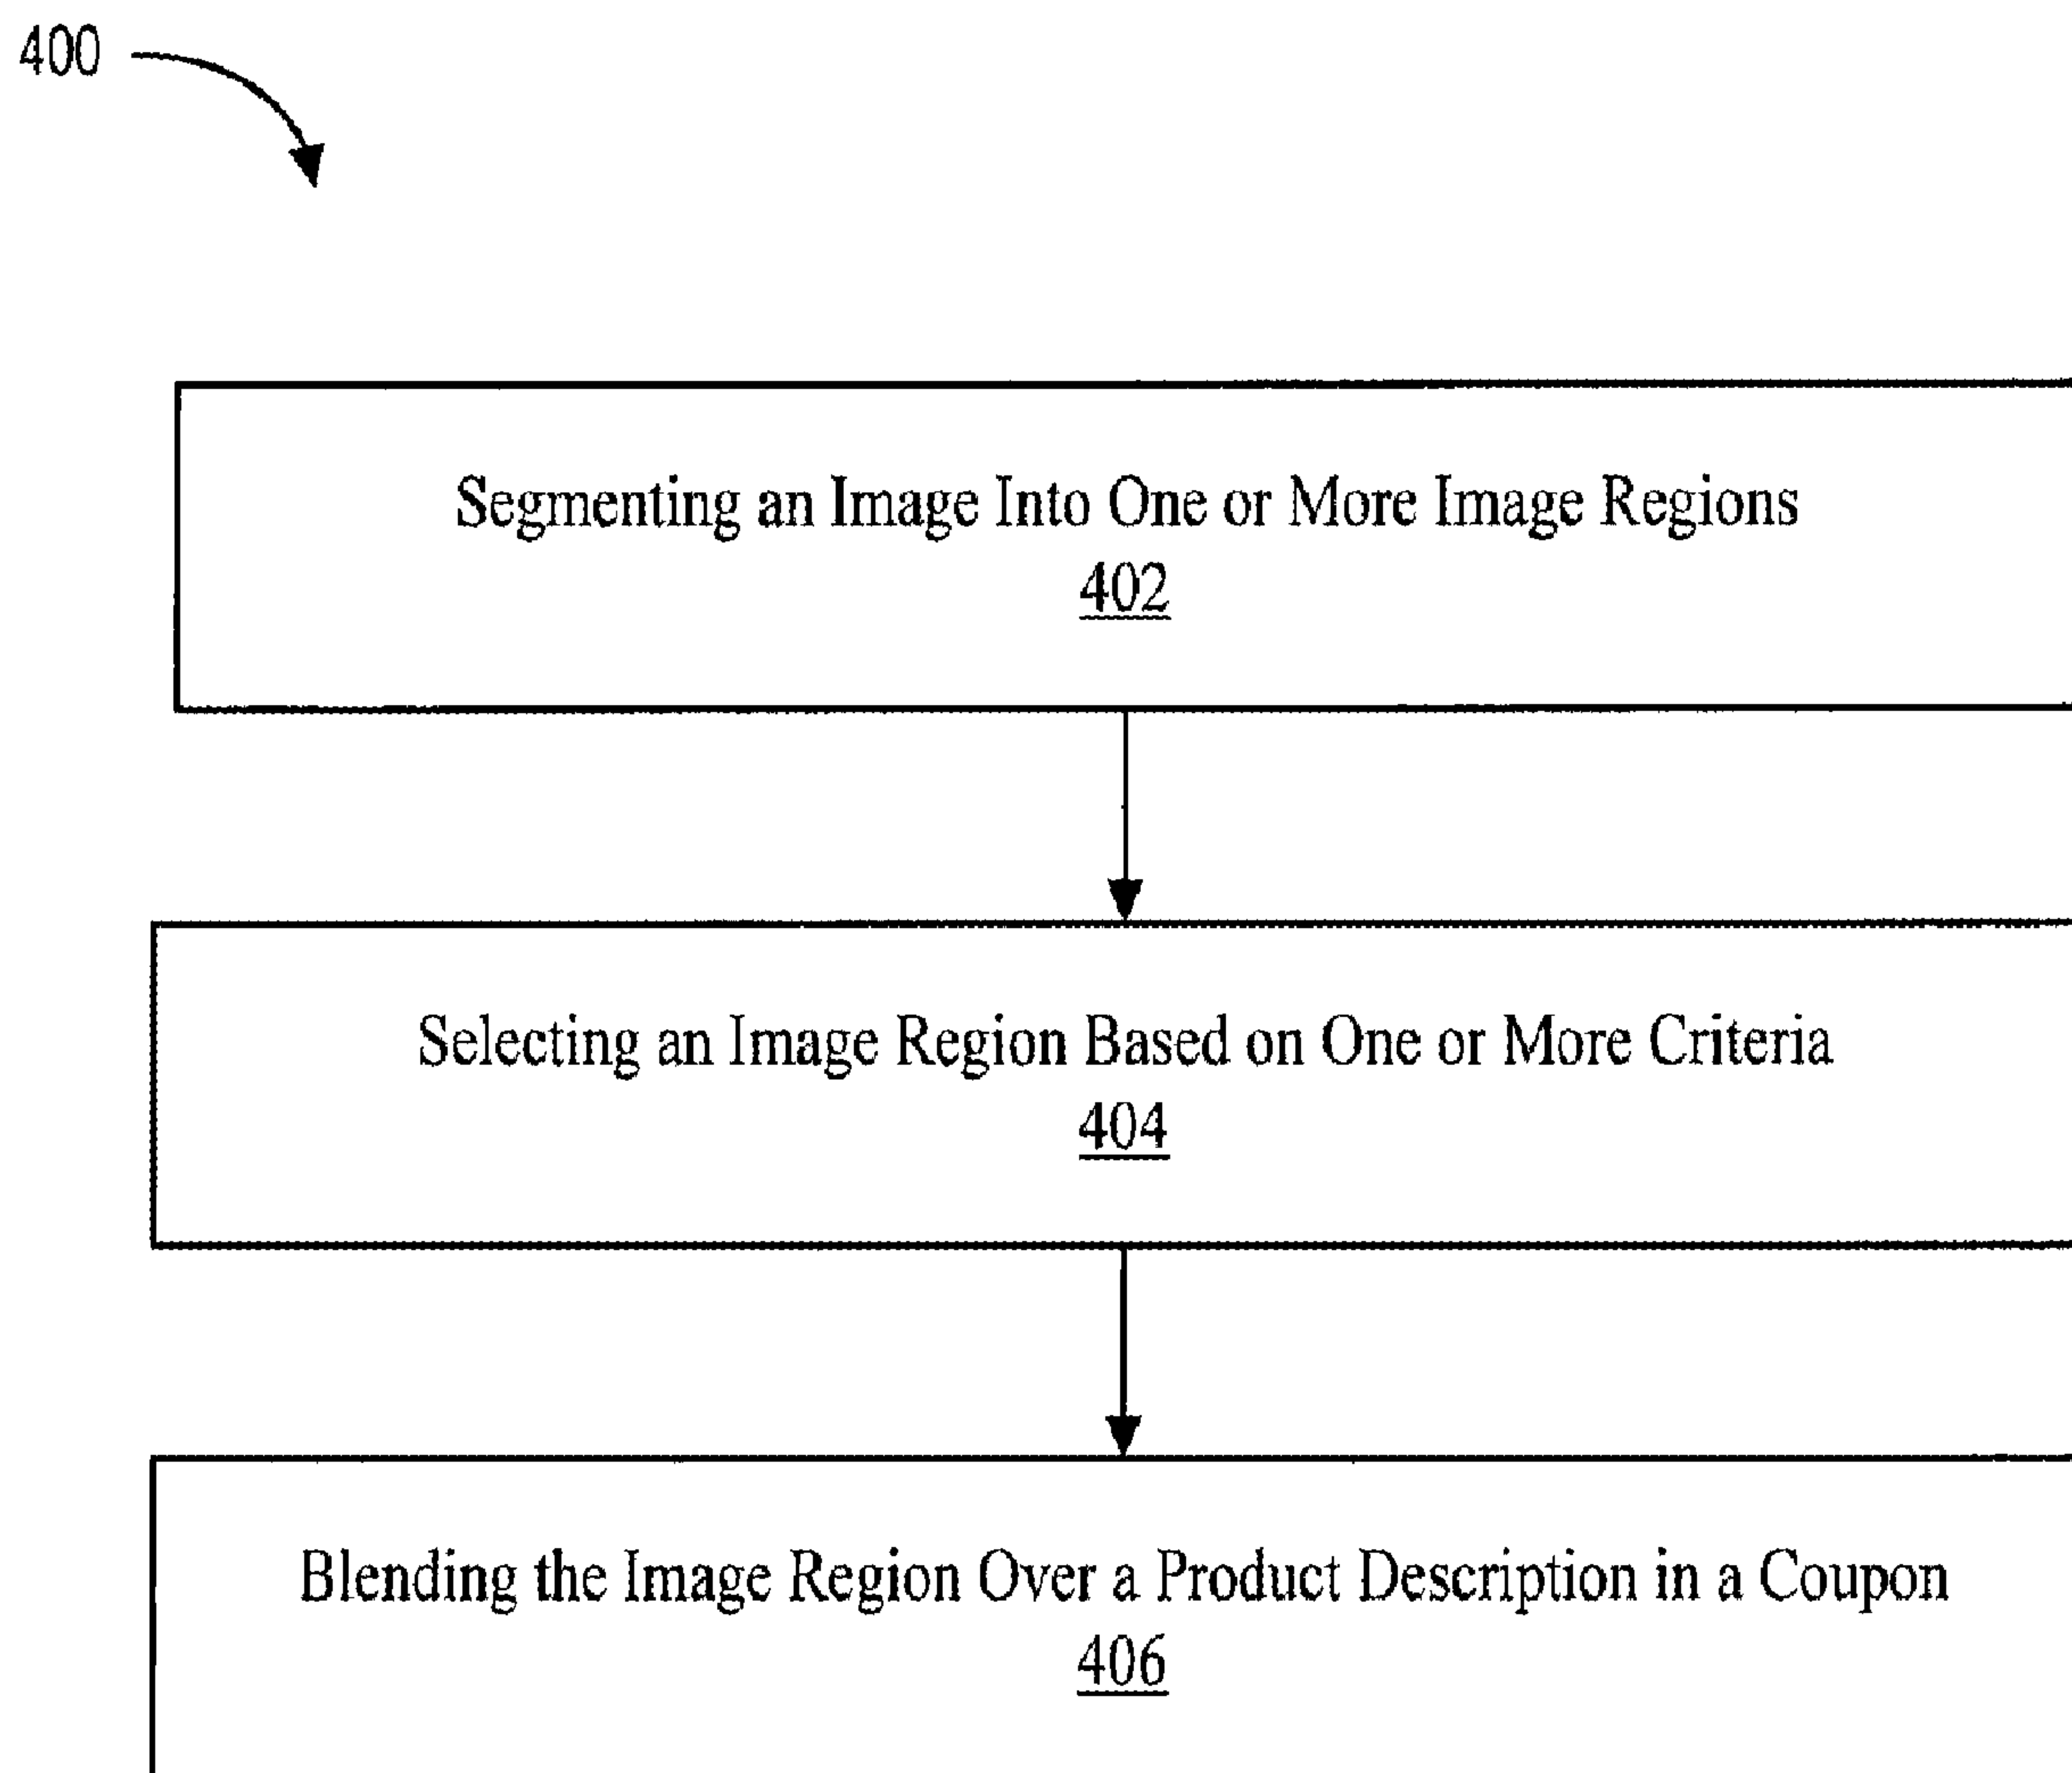 400
Segmenting an Image Into One or More Image Regions
402
Selecting an Image Region Based on One or More Criteria
404
Blending the Image Region Over a Product Description in a Coupon
406